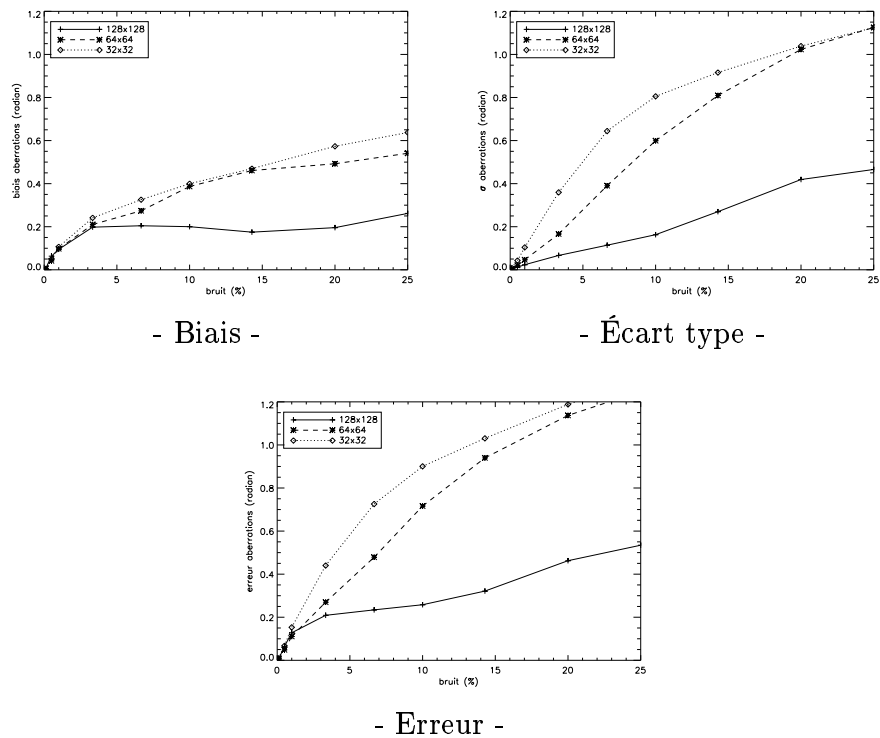 1.2
1.0
0.8
0.6
0.4
0.2
0.0
biais aberrations (radian)
128x128
64x64
32x32
0
5
10
15
20
25
bruit (%)
- Biais -
1.2
1.0
0.8
0.6
0.4
0.2
0.0
σ aberrations (radian)
128x128
64x64
32x32
0
5
10
15
20
25
bruit (%)
- Écart type -
1.2
1.0
0.8
0.6
0.4
0.2
0.0
erreur aberrations (radian)
128x128
64x64
32x32
0
5
10
15
20
25
bruit (%)
- Erreur -